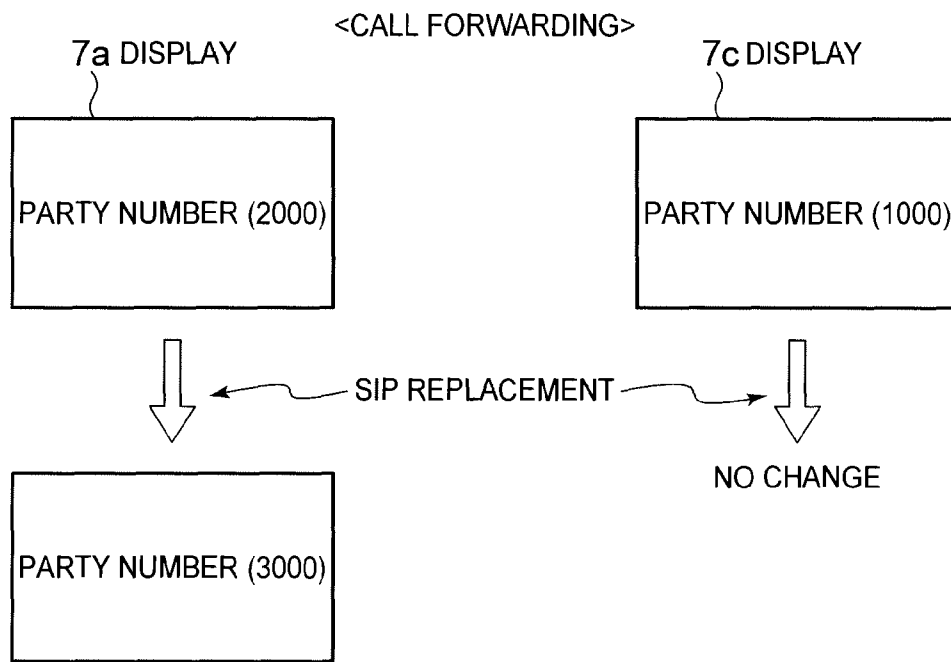 <CALL FORWARDING>
7a DISPLAY
7c DISPLAY
PARTY NUMBER (2000)
PARTY NUMBER (1000)
SIP REPLACEMENT
NO CHANGE
PARTY NUMBER (3000)